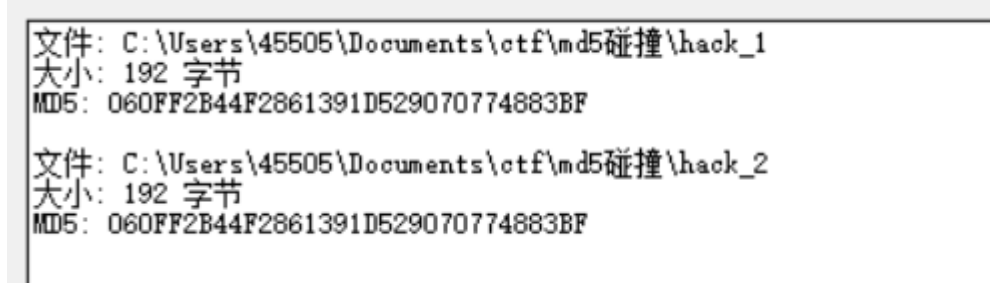 文件: C:\Users\45505\Documents\ctf\md5碰撞\hack_1
大小: 192 字节
MD5: 060FF2B44F2861391D529070774883BF
文件: C:\Users\45505\Documents\ctf\md5碰撞\hack_2
大小: 192 字节
MD5: 060FF2B44F2861391D529070774883BF